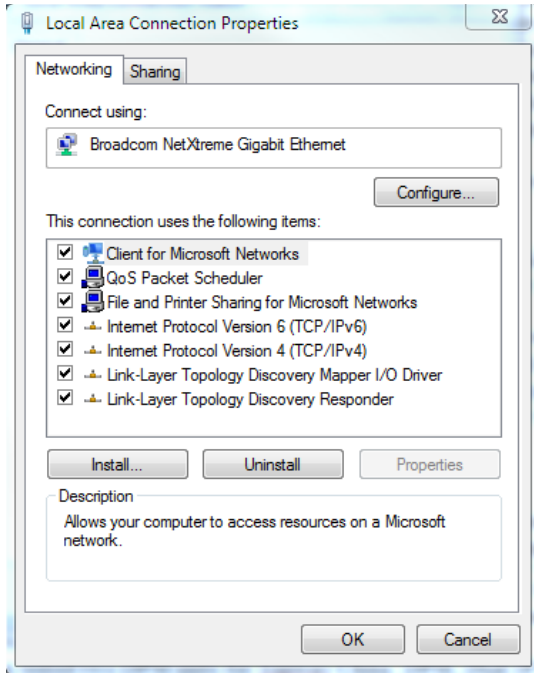 Local Area Connection Properties
Networking
Sharing
Connect using:
Broadcom NetXtreme Gigabit Ethernet
Configure...
This connection uses the following items:
Client for Microsoft Networks
QoS Packet Scheduler
File and Printer Sharing for Microsoft Networks
Internet Protocol Version 6 (TCP/IPv6)
Internet Protocol Version 4 (TCP/IPv4)
Link-Layer Topology Discovery Mapper I/O Driver
Link-Layer Topology Discovery Responder
Install...
Uninstall
Properties
Description
Allows your computer to access resources on a Microsoft
network.
OK
Cancel